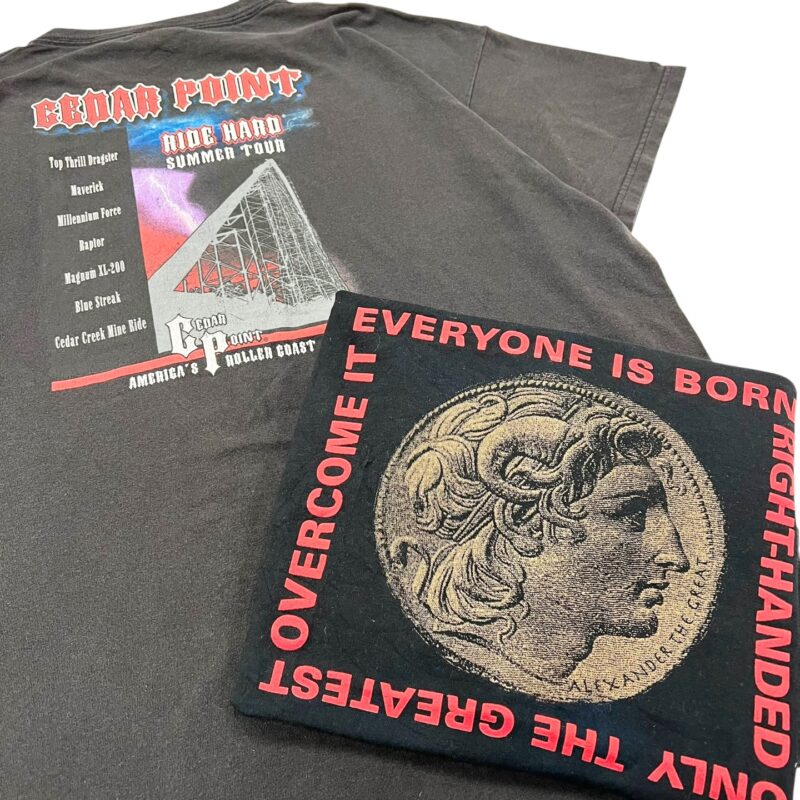 CEDAR POINT
RIDE HARD
SUMMER TOUR
Top Thrill Dragster
Maverick
Millennium Force
Raptor
Magnum XL-200
Blue Streak
Cedar Creek Mine Ride
CEDAR
POINT
AMERICA'S ROLLER COAST
EVERYONE IS BORN
RIGHT-HANDED
ONLY THE GREATEST
OVERCOME IT
ALEXANDER THE GREAT